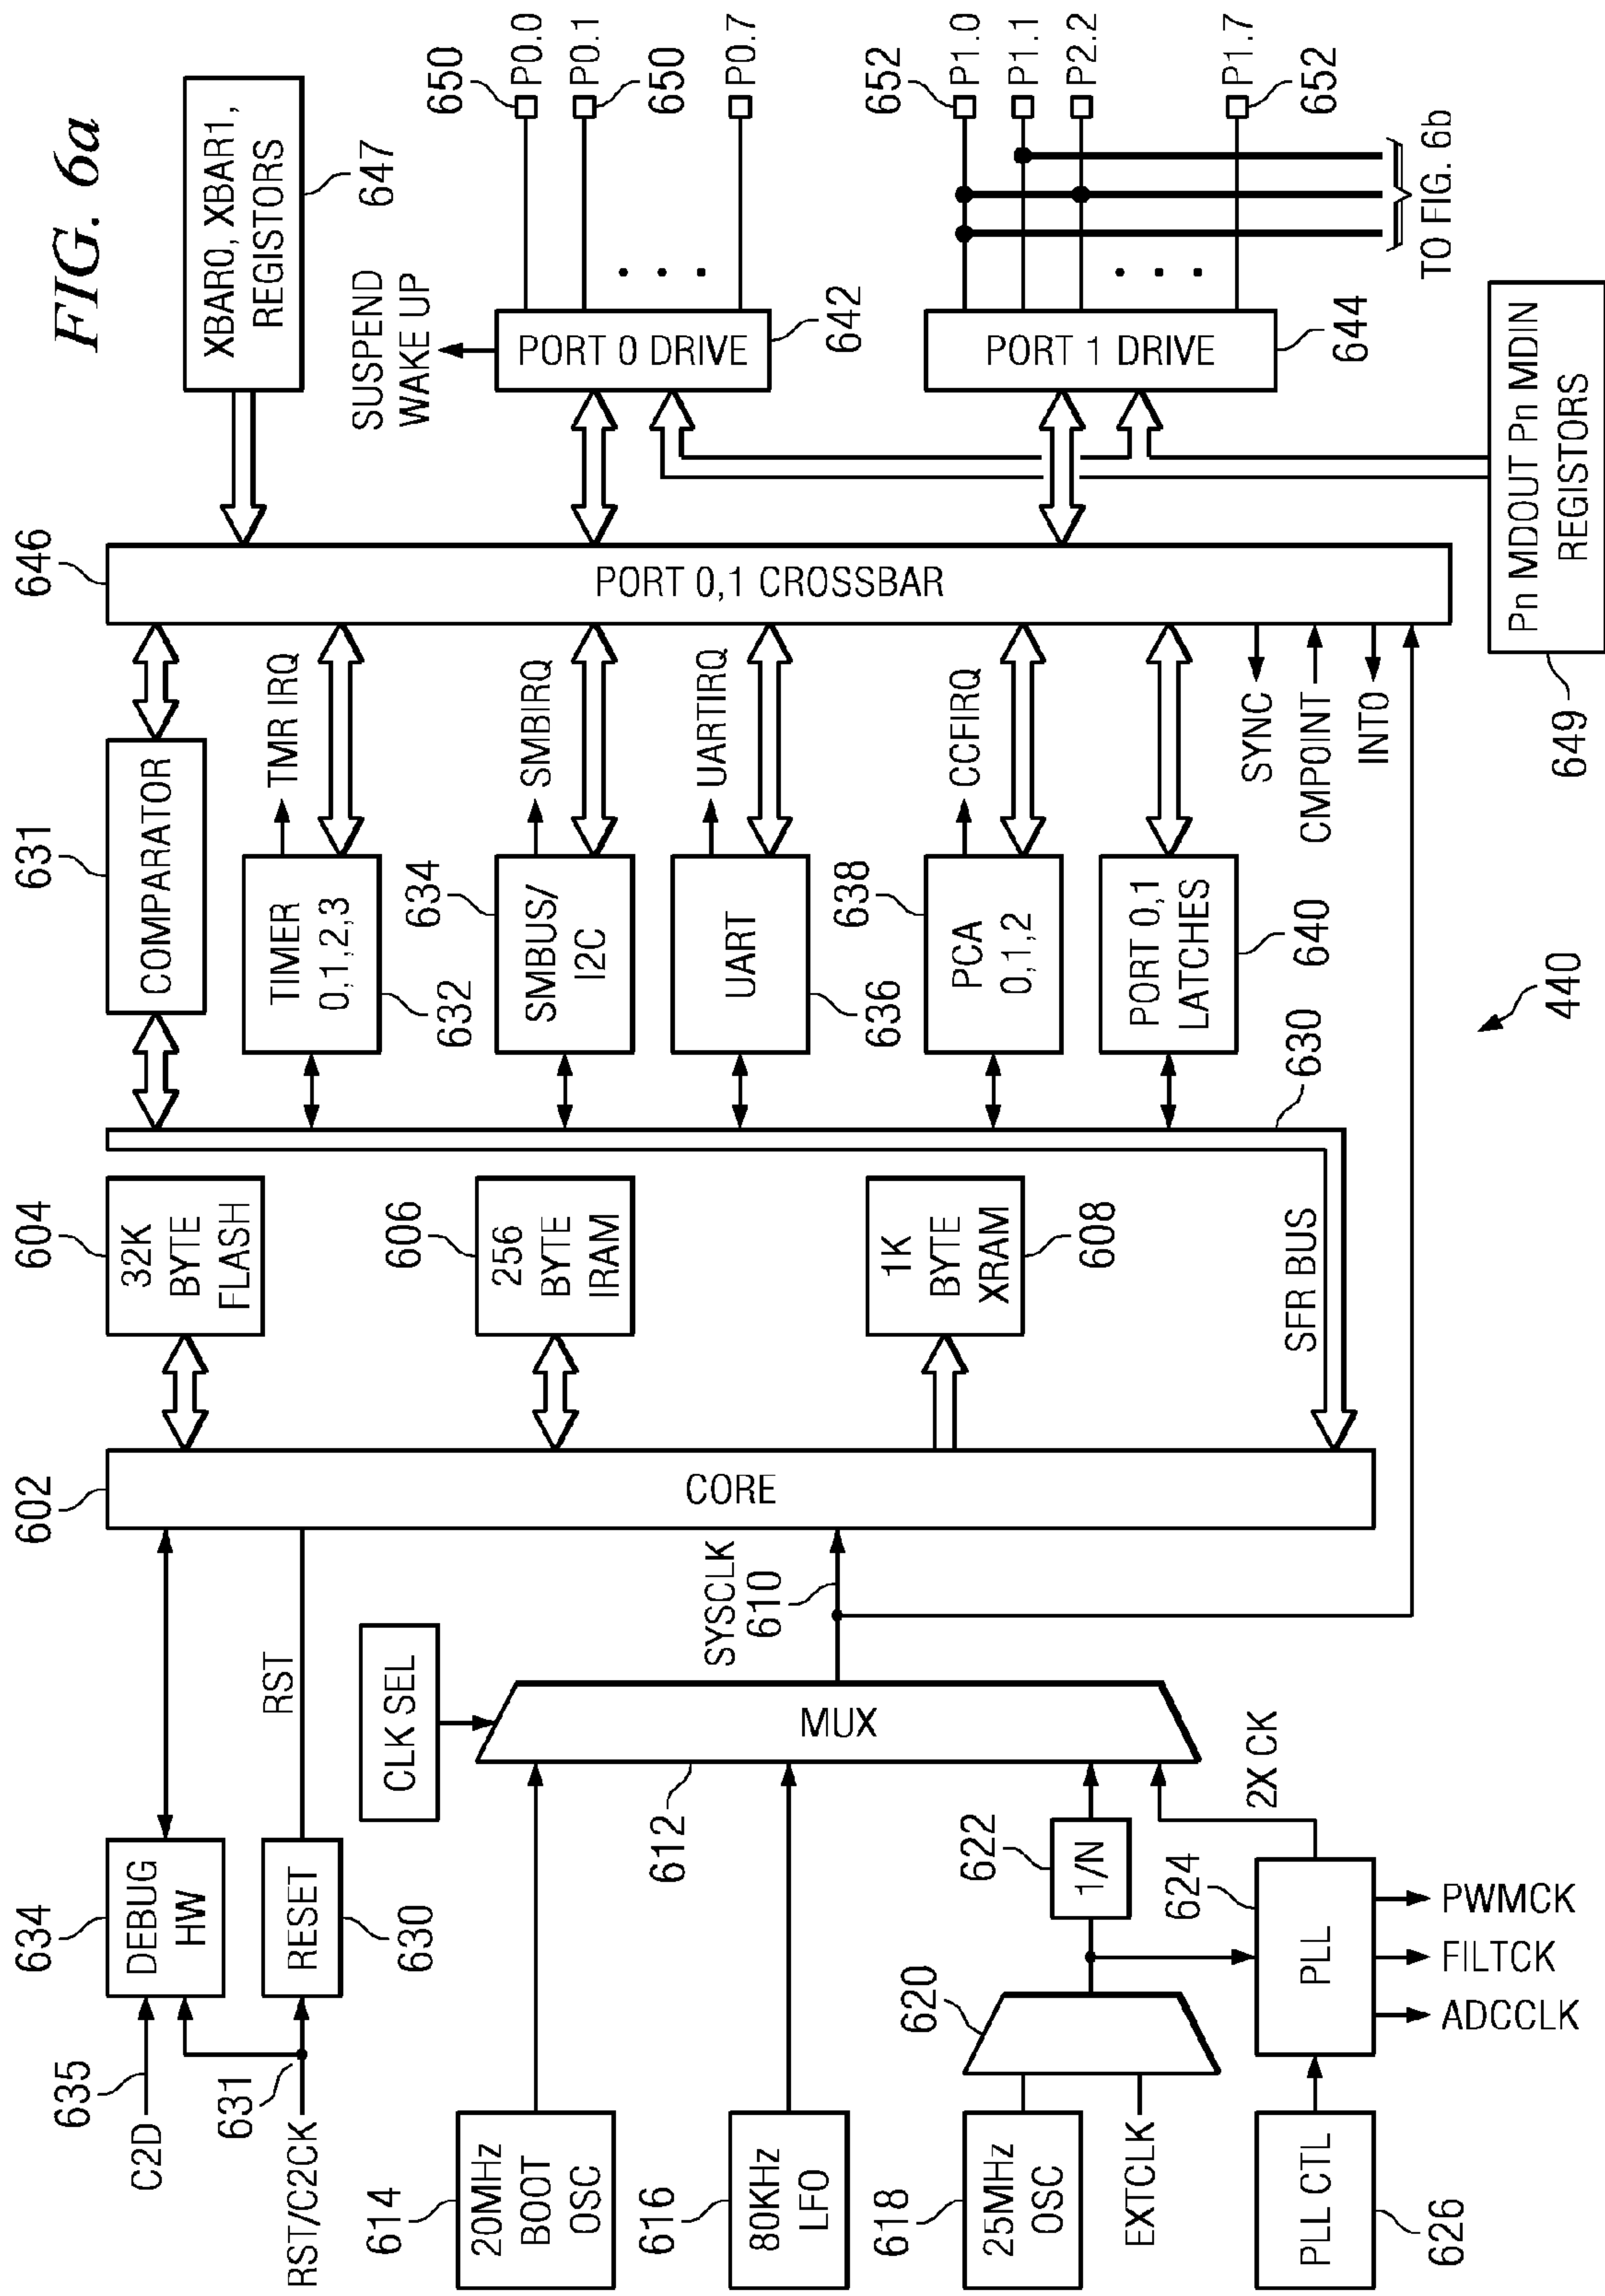 FIG. 6a
634
DEBUG
HW
635
C2D
631
RST/C2CK
RESET
630
RST
602
CORE
604
32K
BYTE
FLASH
606
256
BYTE
IRAM
608
1K
BYTE
XRAM
SFR BUS
630
614
20MHz
BOOT
OSC
616
80KHz
LFO
618
25MHz
OSC
EXTCLK
620
622
1/N
624
PLL
626
PLL CTL
2X CK
PWMCK
FILTCK
ADCCLK
CLK SEL
612
MUX
SYSCLK
610
631
COMPARATOR
TIMER
0,1,2,3
632
TMR IRQ
634
SMBUS/
I2C
SMBIRQ
UART
636
UARTIRQ
638
PCA
0,1,2
CCFIRQ
PORT 0,1
LATCHES
640
SYNC
CMPOINT
INT0
646
PORT 0,1 CROSSBAR
XBAR0, XBAR1,
REGISTORS
647
SUSPEND
WAKE UP
PORT 0 DRIVE
642
650
P0.0
P0.1
650
P0.7
PORT 1 DRIVE
644
652
P1.0
P1.1
P2.2
P1.7
652
TO FIG. 6b
Pn MDOUT Pn MDIN
REGISTORS
649
440